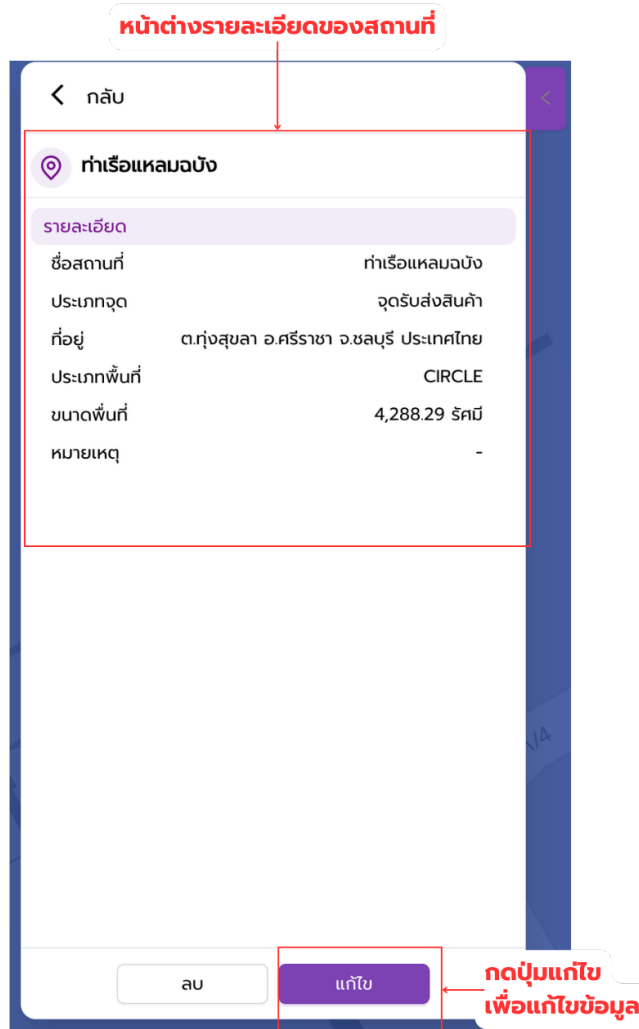 หน้าต่างรายละเอียดของสถานที่
< กลับ
<
ท่าเรือแหลมฉบัง
รายละเอียด
ชื่อสถานที่ ท่าเรือแหลมฉบัง
ประเภทจุด จุดรับส่งสินค้า
ที่อยู่ ต.ทุ่งสุขลา อ.ศรีราชา จ.ชลบุรี ประเทศไทย
ประเภทพื้นที่ CIRCLE
ขนาดพื่นที่ 4,288.29 รัศมี
หมายเหตุ -
ลบ แก้ไข
กดปุ่มแก้ไข
เพื่อแก้ไขข้อมูล